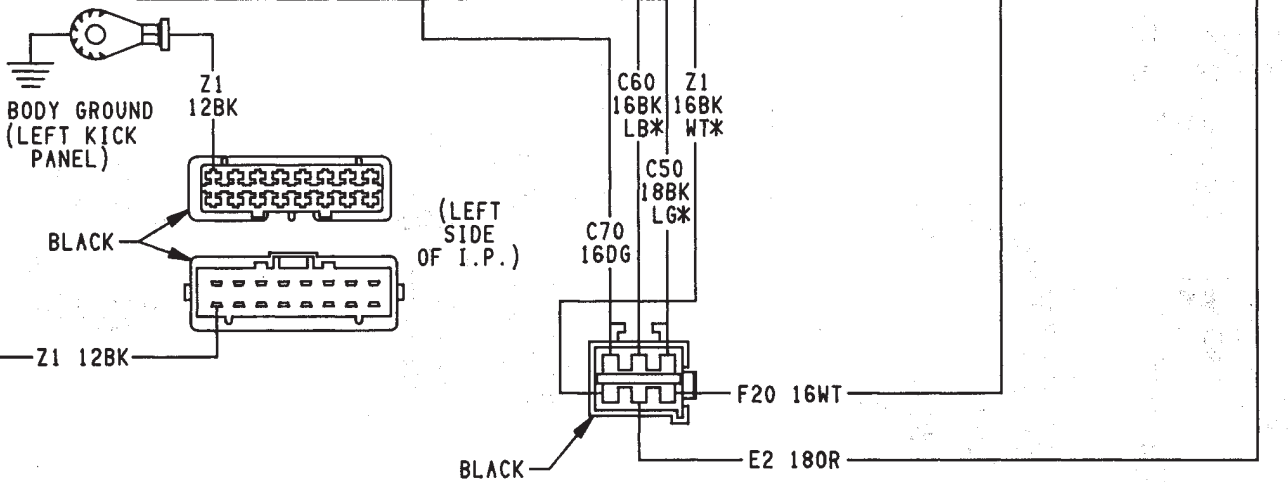 Z1
12BK
BODY GROUND
(LEFT KICK
PANEL)
C60
16BK
LB*
Z1
16BK
WT*
C50
18BK
LG*
(LEFT
SIDE
OF I.P.)
BLACK
C70
16DG
Z1 12BK
F20 16WT
BLACK
E2 18OR